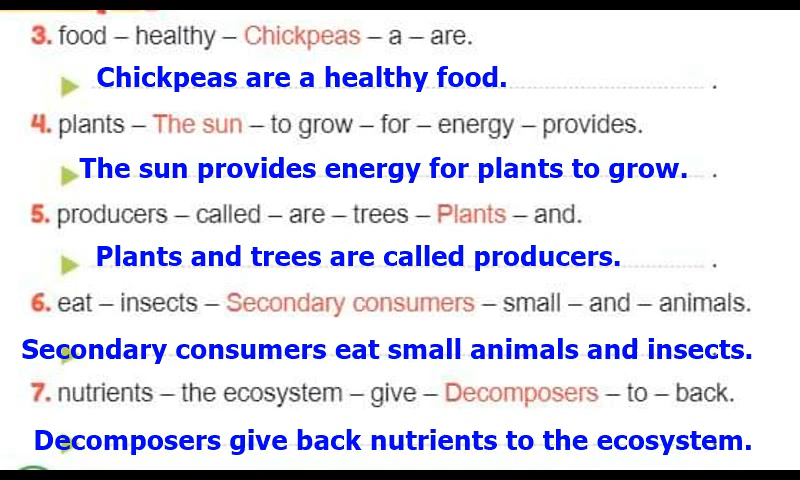 3. food – healthy – Chickpeas – a – are.
Chickpeas are a healthy food. .
4. plants – The sun – to grow – for – energy – provides.
The sun provides energy for plants to grow. .
5. producers – called – are – trees – Plants – and.
Plants and trees are called producers. .
6. eat – insects – Secondary consumers – small – and – animals.
Secondary consumers eat small animals and insects.
7. nutrients – the ecosystem – give – Decomposers – to – back.
Decomposers give back nutrients to the ecosystem.